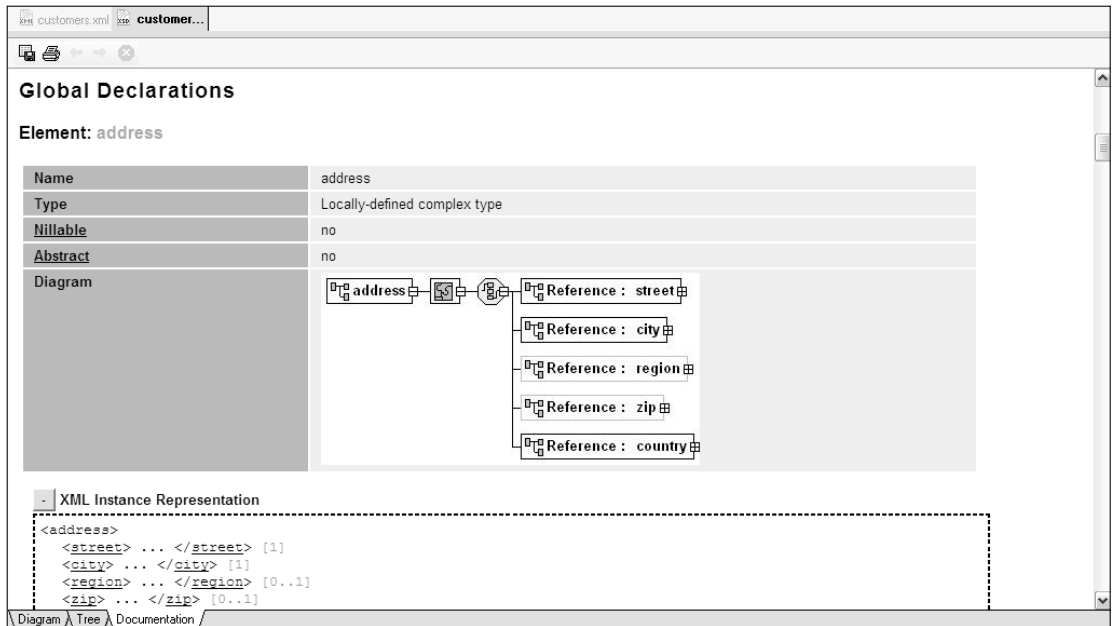 customers.xml customer...
Global Declarations
Element: address
Name address
Type Locally-defined complex type
Nillable no
Abstract no
Diagram
address Reference : street
Reference : city
Reference : region
Reference : zip
Reference : country
- XML Instance Representation
<address>
<street> ... </street> [1]
<city> ... </city> [1]
<region> ... </region> [0..1]
<zip> ... </zip> [0..1]
Diagram Tree Documentation